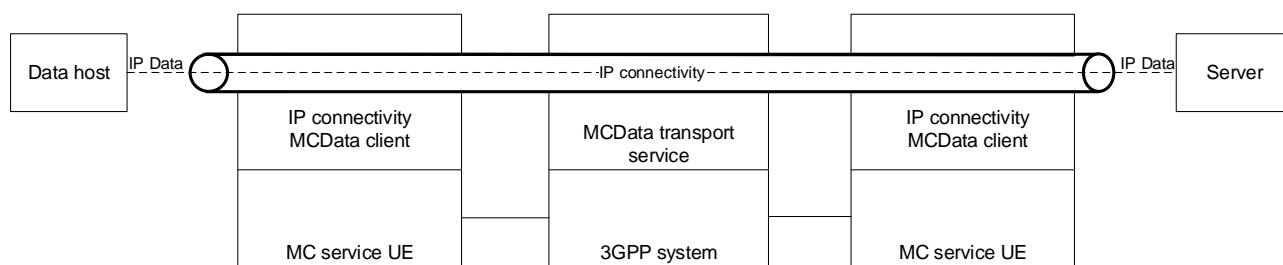 Data host
IP Data
IP connectivity
IP Data
Server
IP connectivity
MCData client
MCData transport
service
IP connectivity
MCData client
MC service UE
3GPP system
MC service UE